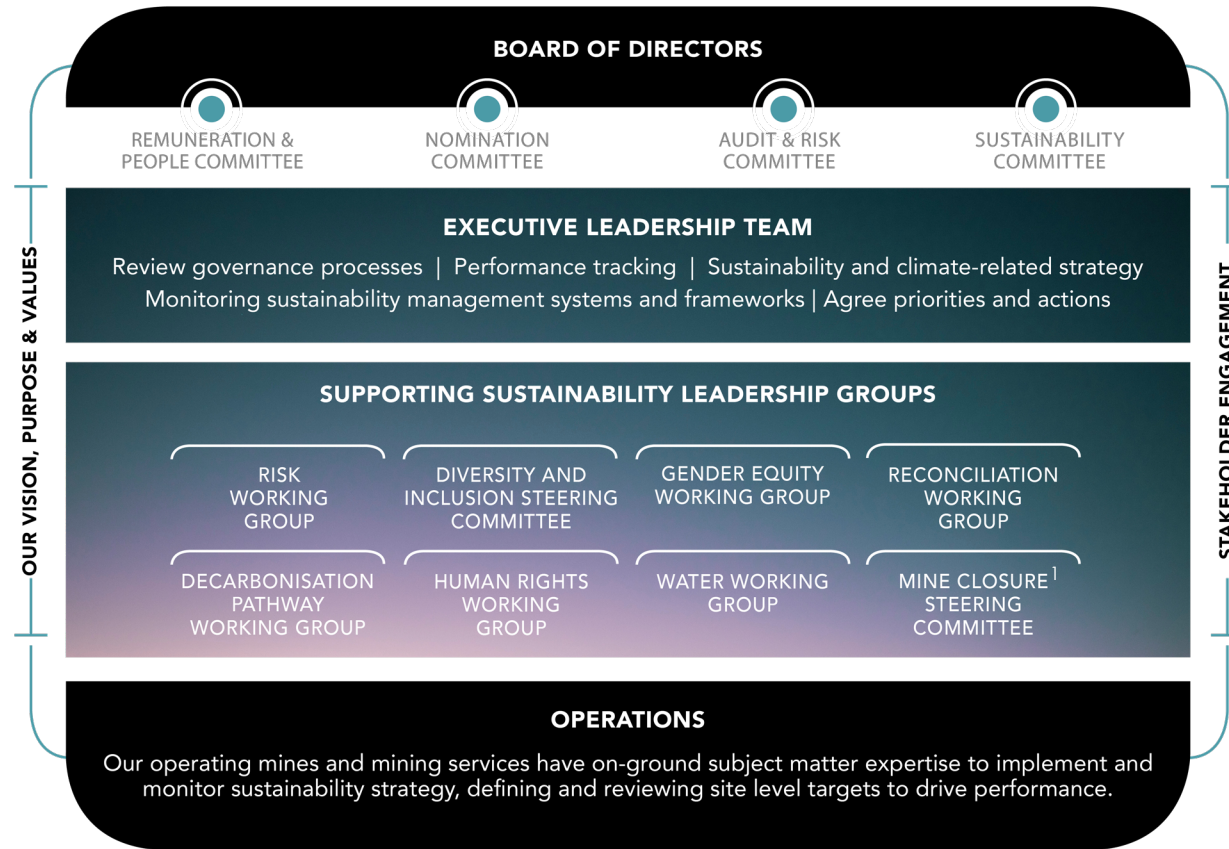 BOARD OF DIRECTORS
REMUNERATION &
PEOPLE COMMITTEE
NOMINATION
COMMITTEE
AUDIT & RISK
COMMITTEE
SUSTAINABILITY
COMMITTEE
OUR VISION, PURPOSE & VALUES
EXECUTIVE LEADERSHIP TEAM
Review governance processes | Performance tracking | Sustainability and climate-related strategy
Monitoring sustainability management systems and frameworks | Agree priorities and actions
STAKEHOLDER ENGAGEMENT
SUPPORTING SUSTAINABILITY LEADERSHIP GROUPS
RISK
WORKING
GROUP
DIVERSITY AND
INCLUSION STEERING
COMMITTEE
GENDER EQUITY
WORKING GROUP
RECONCILIATION
WORKING
GROUP
DECARBONISATION
PATHWAY
WORKING GROUP
HUMAN RIGHTS
WORKING
GROUP
WATER WORKING
GROUP
MINE CLOSURE¹
STEERING
COMMITTEE
OPERATIONS
Our operating mines and mining services have on-ground subject matter expertise to implement and
monitor sustainability strategy, defining and reviewing site level targets to drive performance.